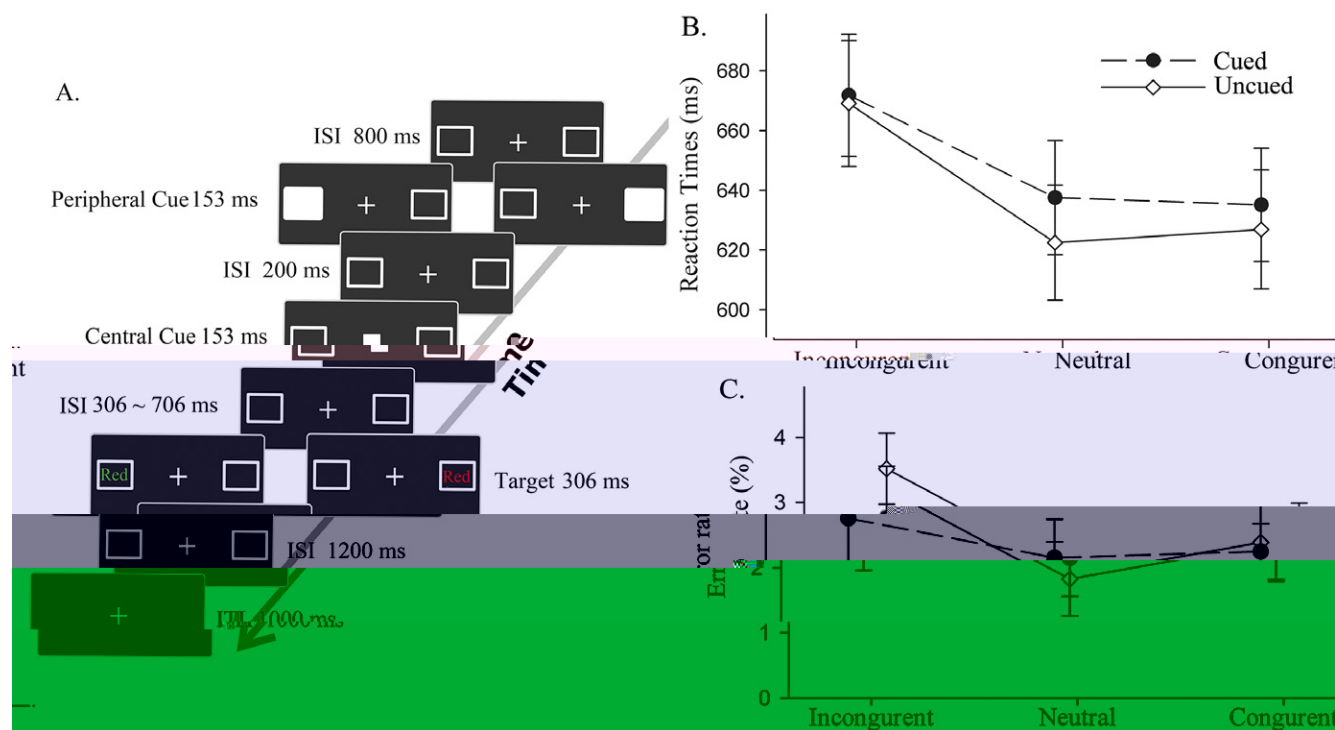 A.
ISI 800 ms
Peripheral Cue 153 ms
ISI 200 ms
Central Cue 153 ms
ISI 306 ~ 706 ms
Red
Red
Target 306 ms
ISI 1200 ms
B.
Cued
Uncued
Reaction Times (ms)
680
660
640
620
600
Neutral
C.
4
3
2
1
0
Incongurent
Neutral
Congurent